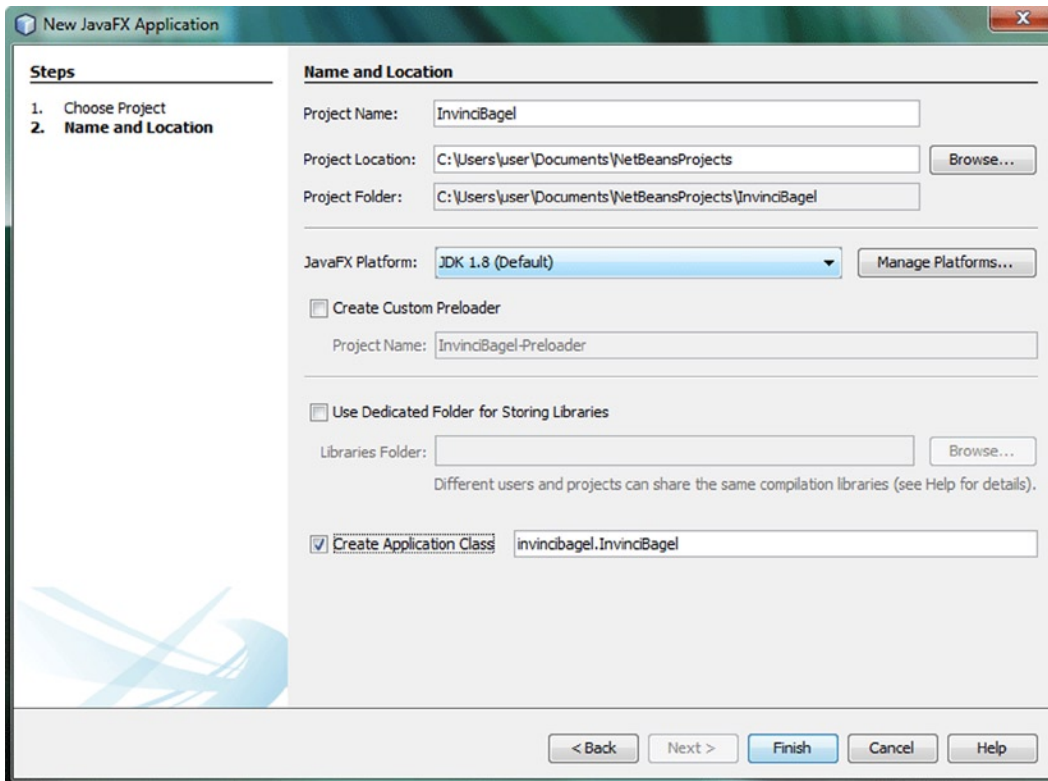 New JavaFX Application
Steps
1. Choose Project
2. Name and Location
Name and Location
Project Name: InvinciBagel
Project Location: C:\Users\user\Documents\NetBeansProjects Browse...
Project Folder: C:\Users\user\Documents\NetBeansProjects\InvinciBagel
JavaFX Platform: JDK 1.8 (Default) Manage Platforms...
Create Custom Preloader
Project Name: InvinciBagel-Preloader
Use Dedicated Folder for Storing Libraries
Libraries Folder: Browse...
Different users and projects can share the same compilation libraries (see Help for details).
Create Application Class invincibagel.InvinciBagel
< Back Next > Finish Cancel Help